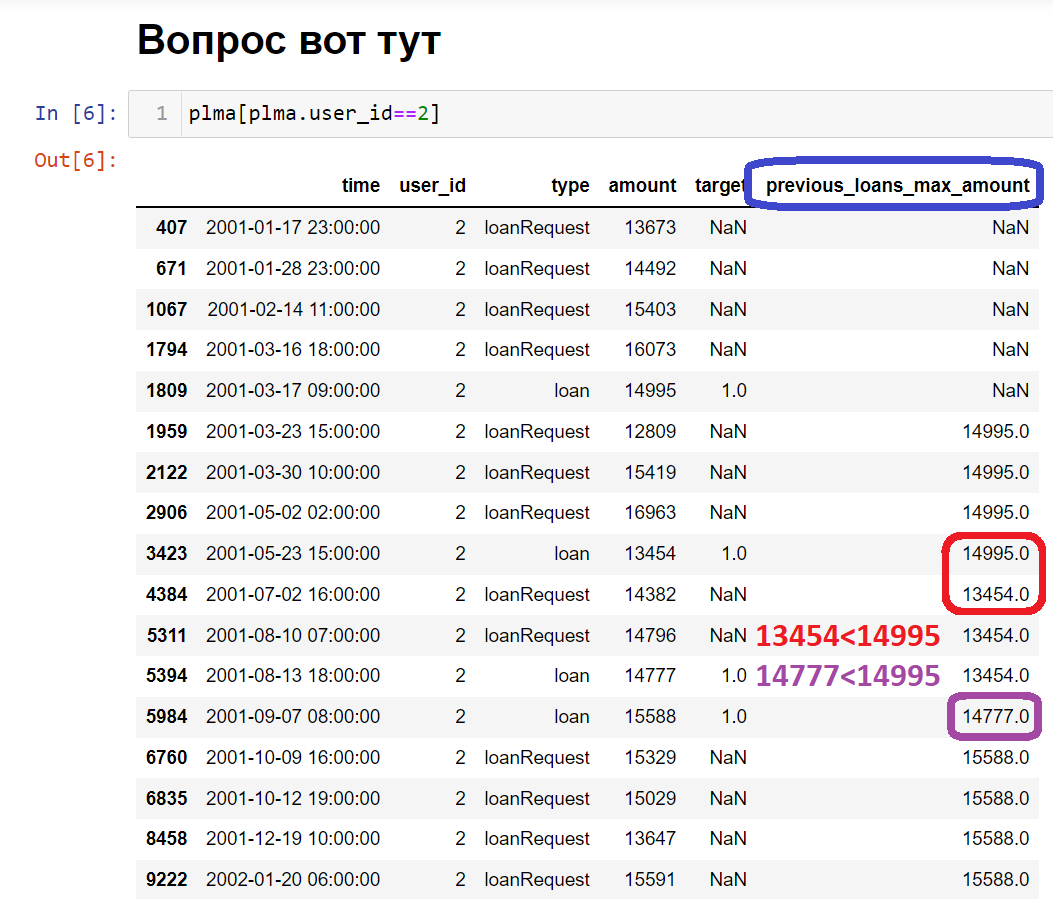 Вопрос вот тут
In [6]: 1 plma[plma.user_id==2]
Out[6]:
time user_id type amount target previous_loans_max_amount
407 2001-01-17 23:00:00 2 loanRequest 13673 NaN NaN
671 2001-01-28 23:00:00 2 loanRequest 14492 NaN NaN
1067 2001-02-14 11:00:00 2 loanRequest 15403 NaN NaN
1794 2001-03-16 18:00:00 2 loanRequest 16073 NaN NaN
1809 2001-03-17 09:00:00 2 loan 14995 1.0 NaN
1959 2001-03-23 15:00:00 2 loanRequest 12809 NaN 14995.0
2122 2001-03-30 10:00:00 2 loanRequest 15419 NaN 14995.0
2906 2001-05-02 02:00:00 2 loanRequest 16963 NaN 14995.0
3423 2001-05-23 15:00:00 2 loan 13454 1.0 14995.0
4384 2001-07-02 16:00:00 2 loanRequest 14382 NaN 13454.0
5311 2001-08-10 07:00:00 2 loanRequest 14796 NaN 13454<14995 13454.0
5394 2001-08-13 18:00:00 2 loan 14777 1.0 14777<14995 13454.0
5984 2001-09-07 08:00:00 2 loan 15588 1.0 14777.0
6760 2001-10-09 16:00:00 2 loanRequest 15329 NaN 15588.0
6835 2001-10-12 19:00:00 2 loanRequest 15029 NaN 15588.0
8458 2001-12-19 10:00:00 2 loanRequest 13647 NaN 15588.0
9222 2002-01-20 06:00:00 2 loanRequest 15591 NaN 15588.0